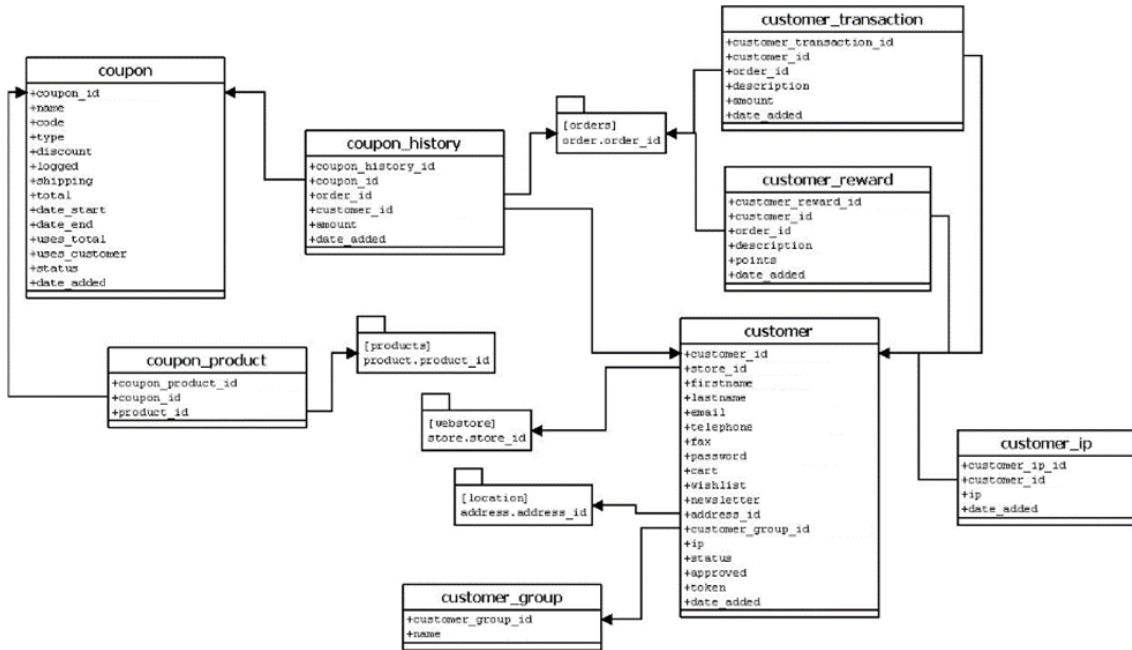 customer_transaction
+customer_transaction_id
+customer_id
+order_id
+description
+amount
+date_added
coupon
+coupon_id
+name
+code
+type
+discount
+logged
+shipping
+total
+date_start
+date_end
+uses_total
+uses_customer
+status
+date_added
[orders]
order.order_id
coupon_history
+coupon_history_id
+coupon_id
+order_id
+customer_id
+amount
+date_added
customer_reward
+customer_reward_id
+customer_id
+order_id
+description
+points
+date_added
customer
+customer_id
+store_id
+firstname
+lastname
+email
+telephone
+fax
+password
+cart
+wishlist
+newsletter
+address_id
+customer_group_id
+ip
+status
+approved
+token
+date_added
[products]
product.product_id
coupon_product
+coupon_product_id
+coupon_id
+product_id
[webstore]
store.store_id
customer_ip
+customer_ip_id
+customer_id
+ip
+date_added
[location]
address.address_id
customer_group
+customer_group_id
+name